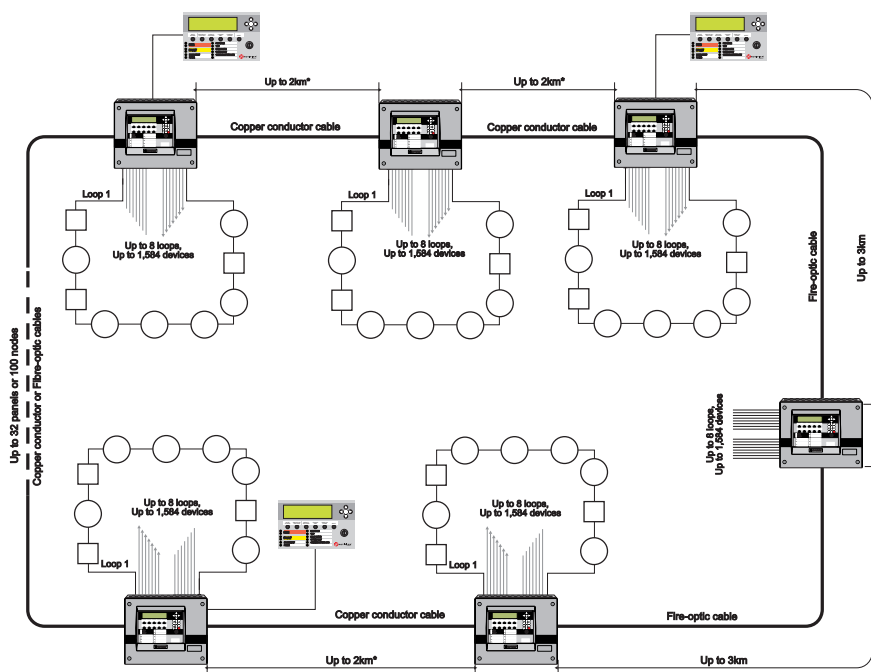 Up to 2km*
Up to 2km*
Copper conductor cable
Copper conductor cable
Loop 1
Loop 1
Loop 1
Up to 8 loops,
Up to 1,584 devices
Up to 8 loops,
Up to 1,584 devices
Up to 8 loops,
Up to 1,584 devices
Fire-optic cable
Up to 3km
Up to 32 panels or 100 nodes
Copper conductor or Fibre-optic cables
Up to 8 loops,
Up to 1,584 devices
Up to 8 loops,
Up to 1,584 devices
Up to 8 loops,
Up to 1,584 devices
Loop 1
Loop 1
Copper conductor cable
Fire-optic cable
Up to 2km*
Up to 3km